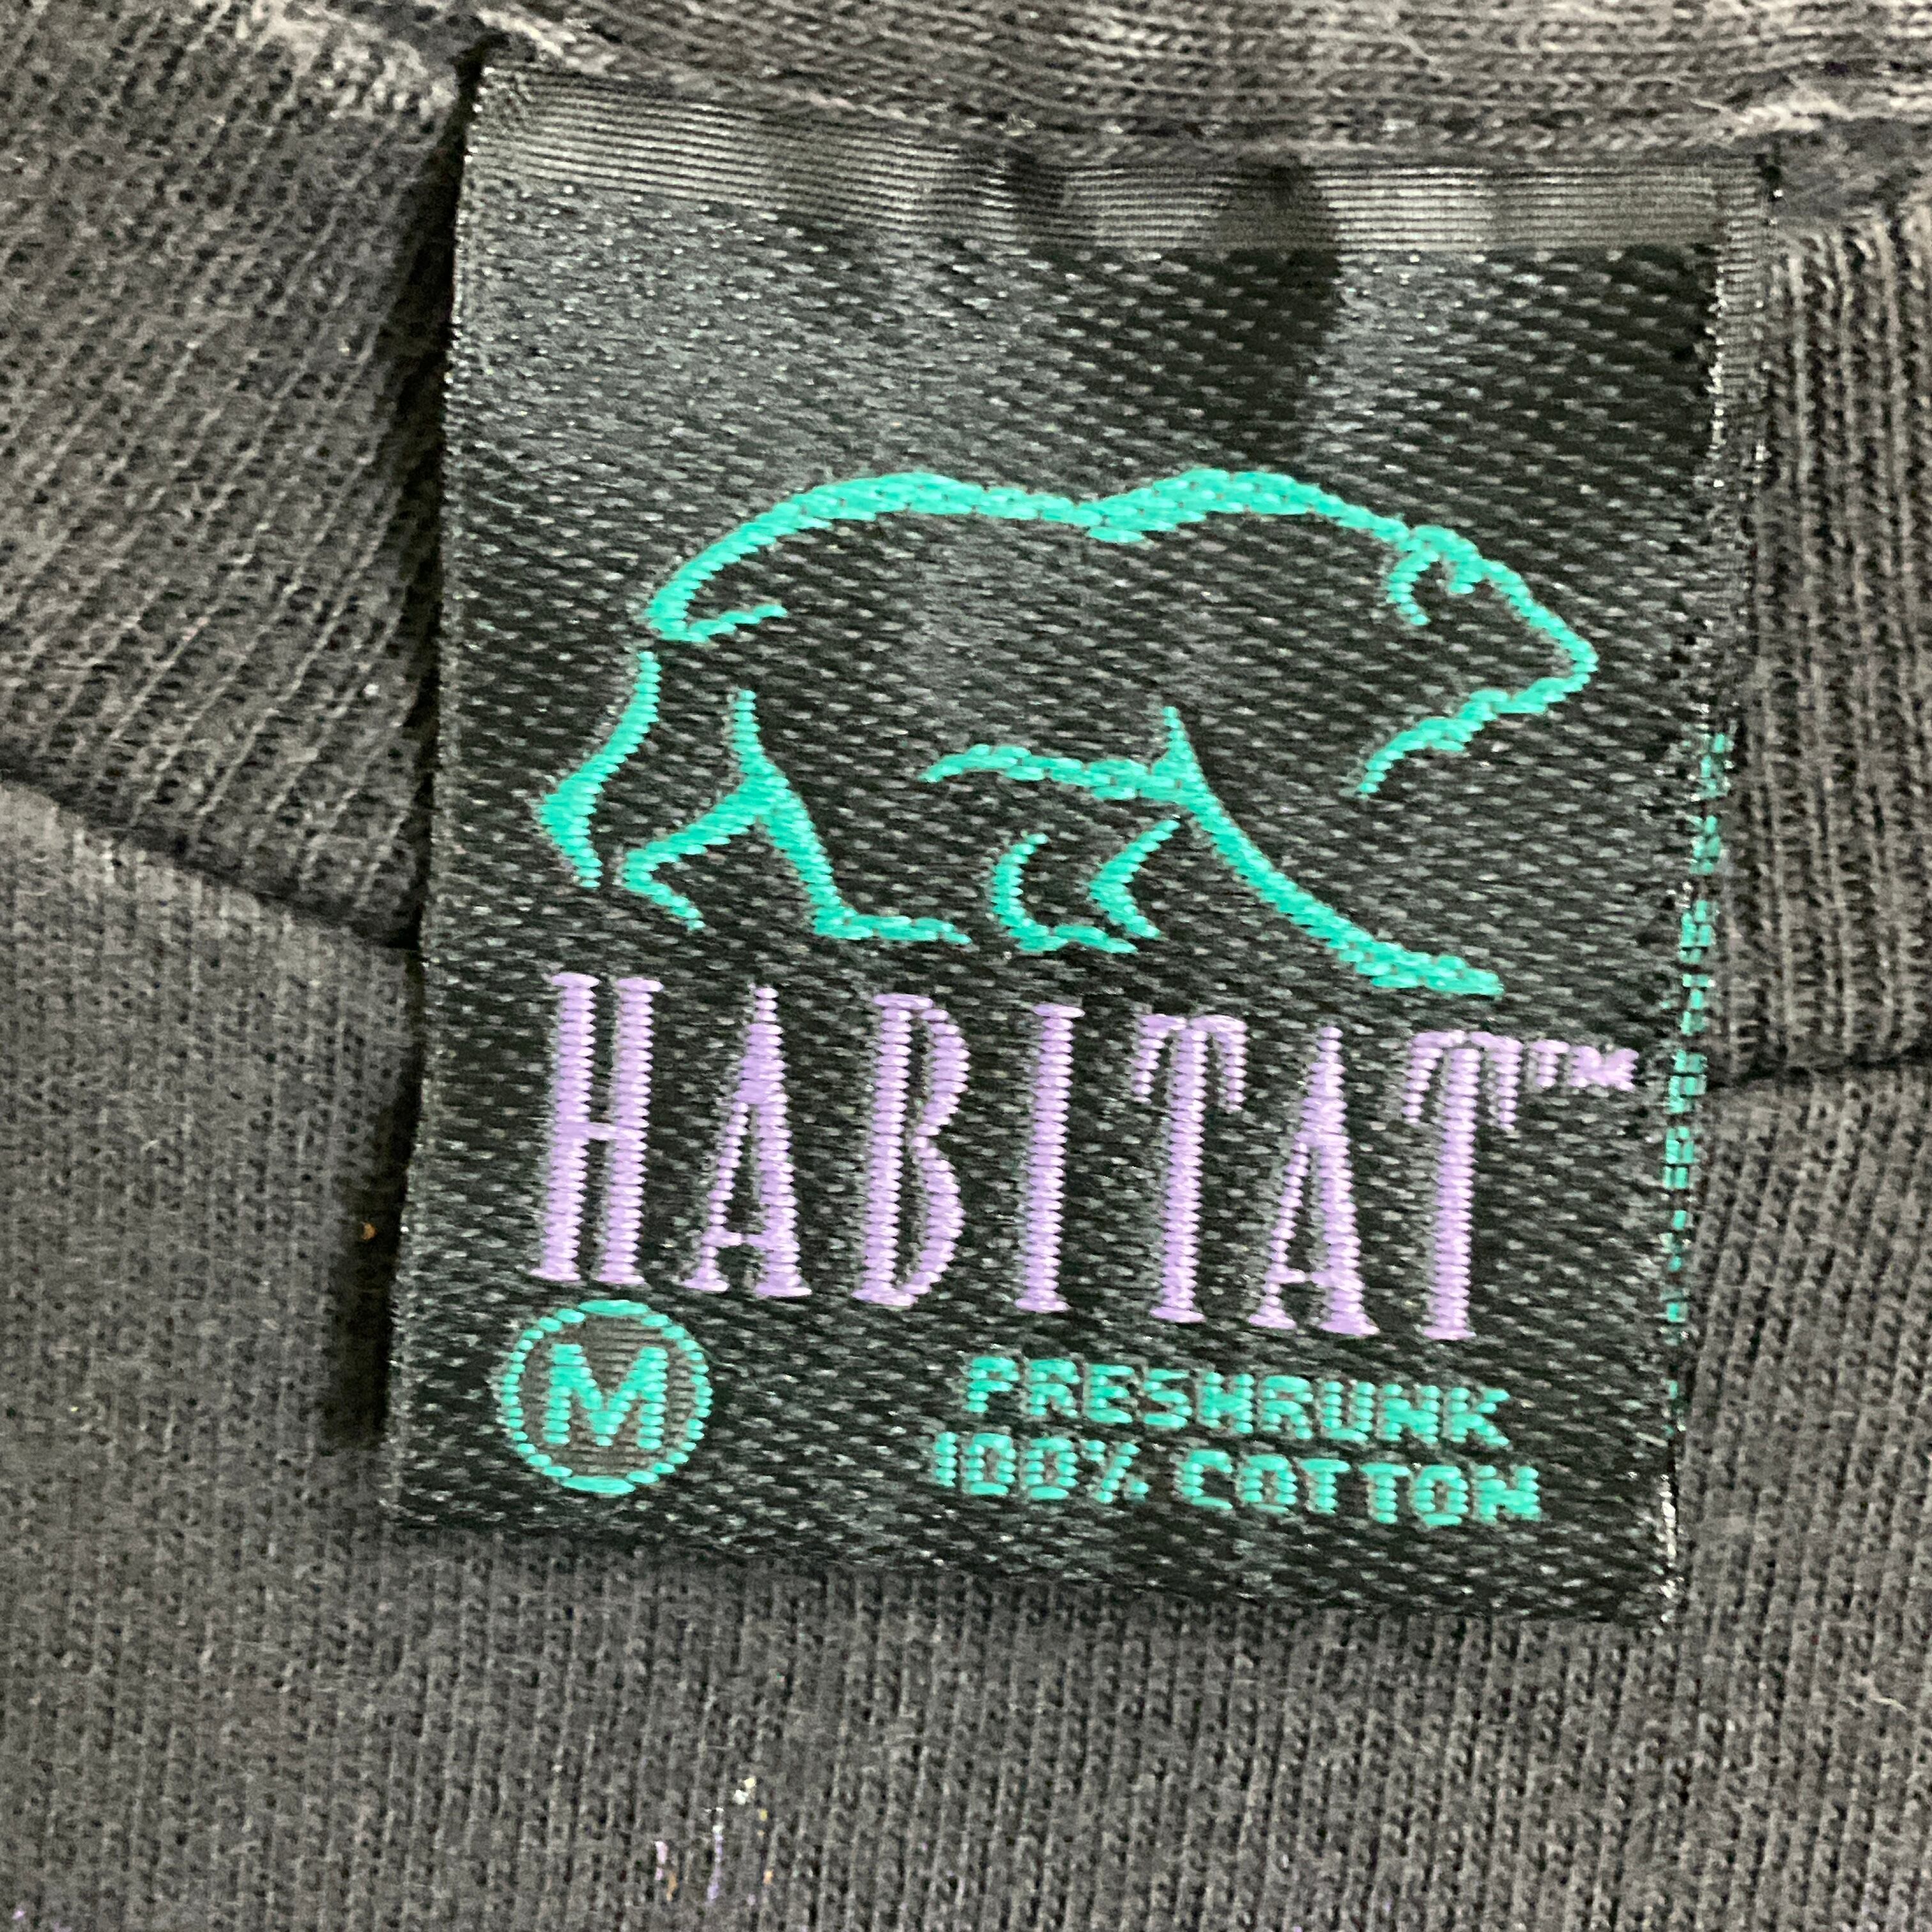 HABITAT™
M
PRESHRUNK
100% COTTON